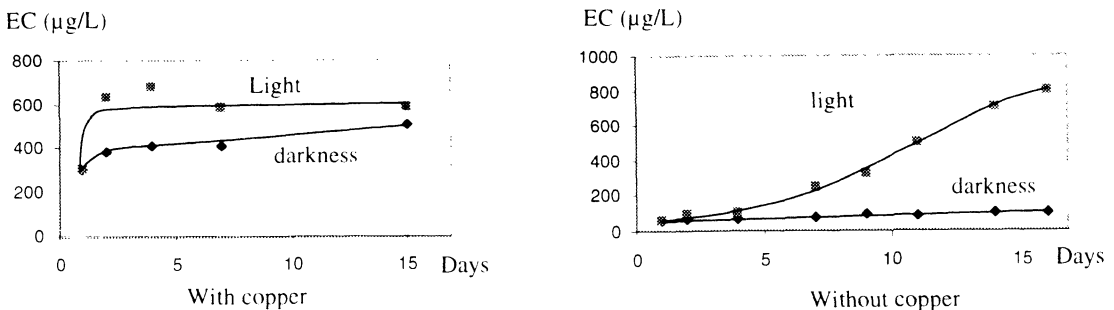 EC (µg/L)
800
600
400
200
0
Light
darkness
0 5 10 15 Days
With copper
EC (µg/L)
1000
800
600
400
200
0
light
darkness
0 5 10 15 Days
Without copper